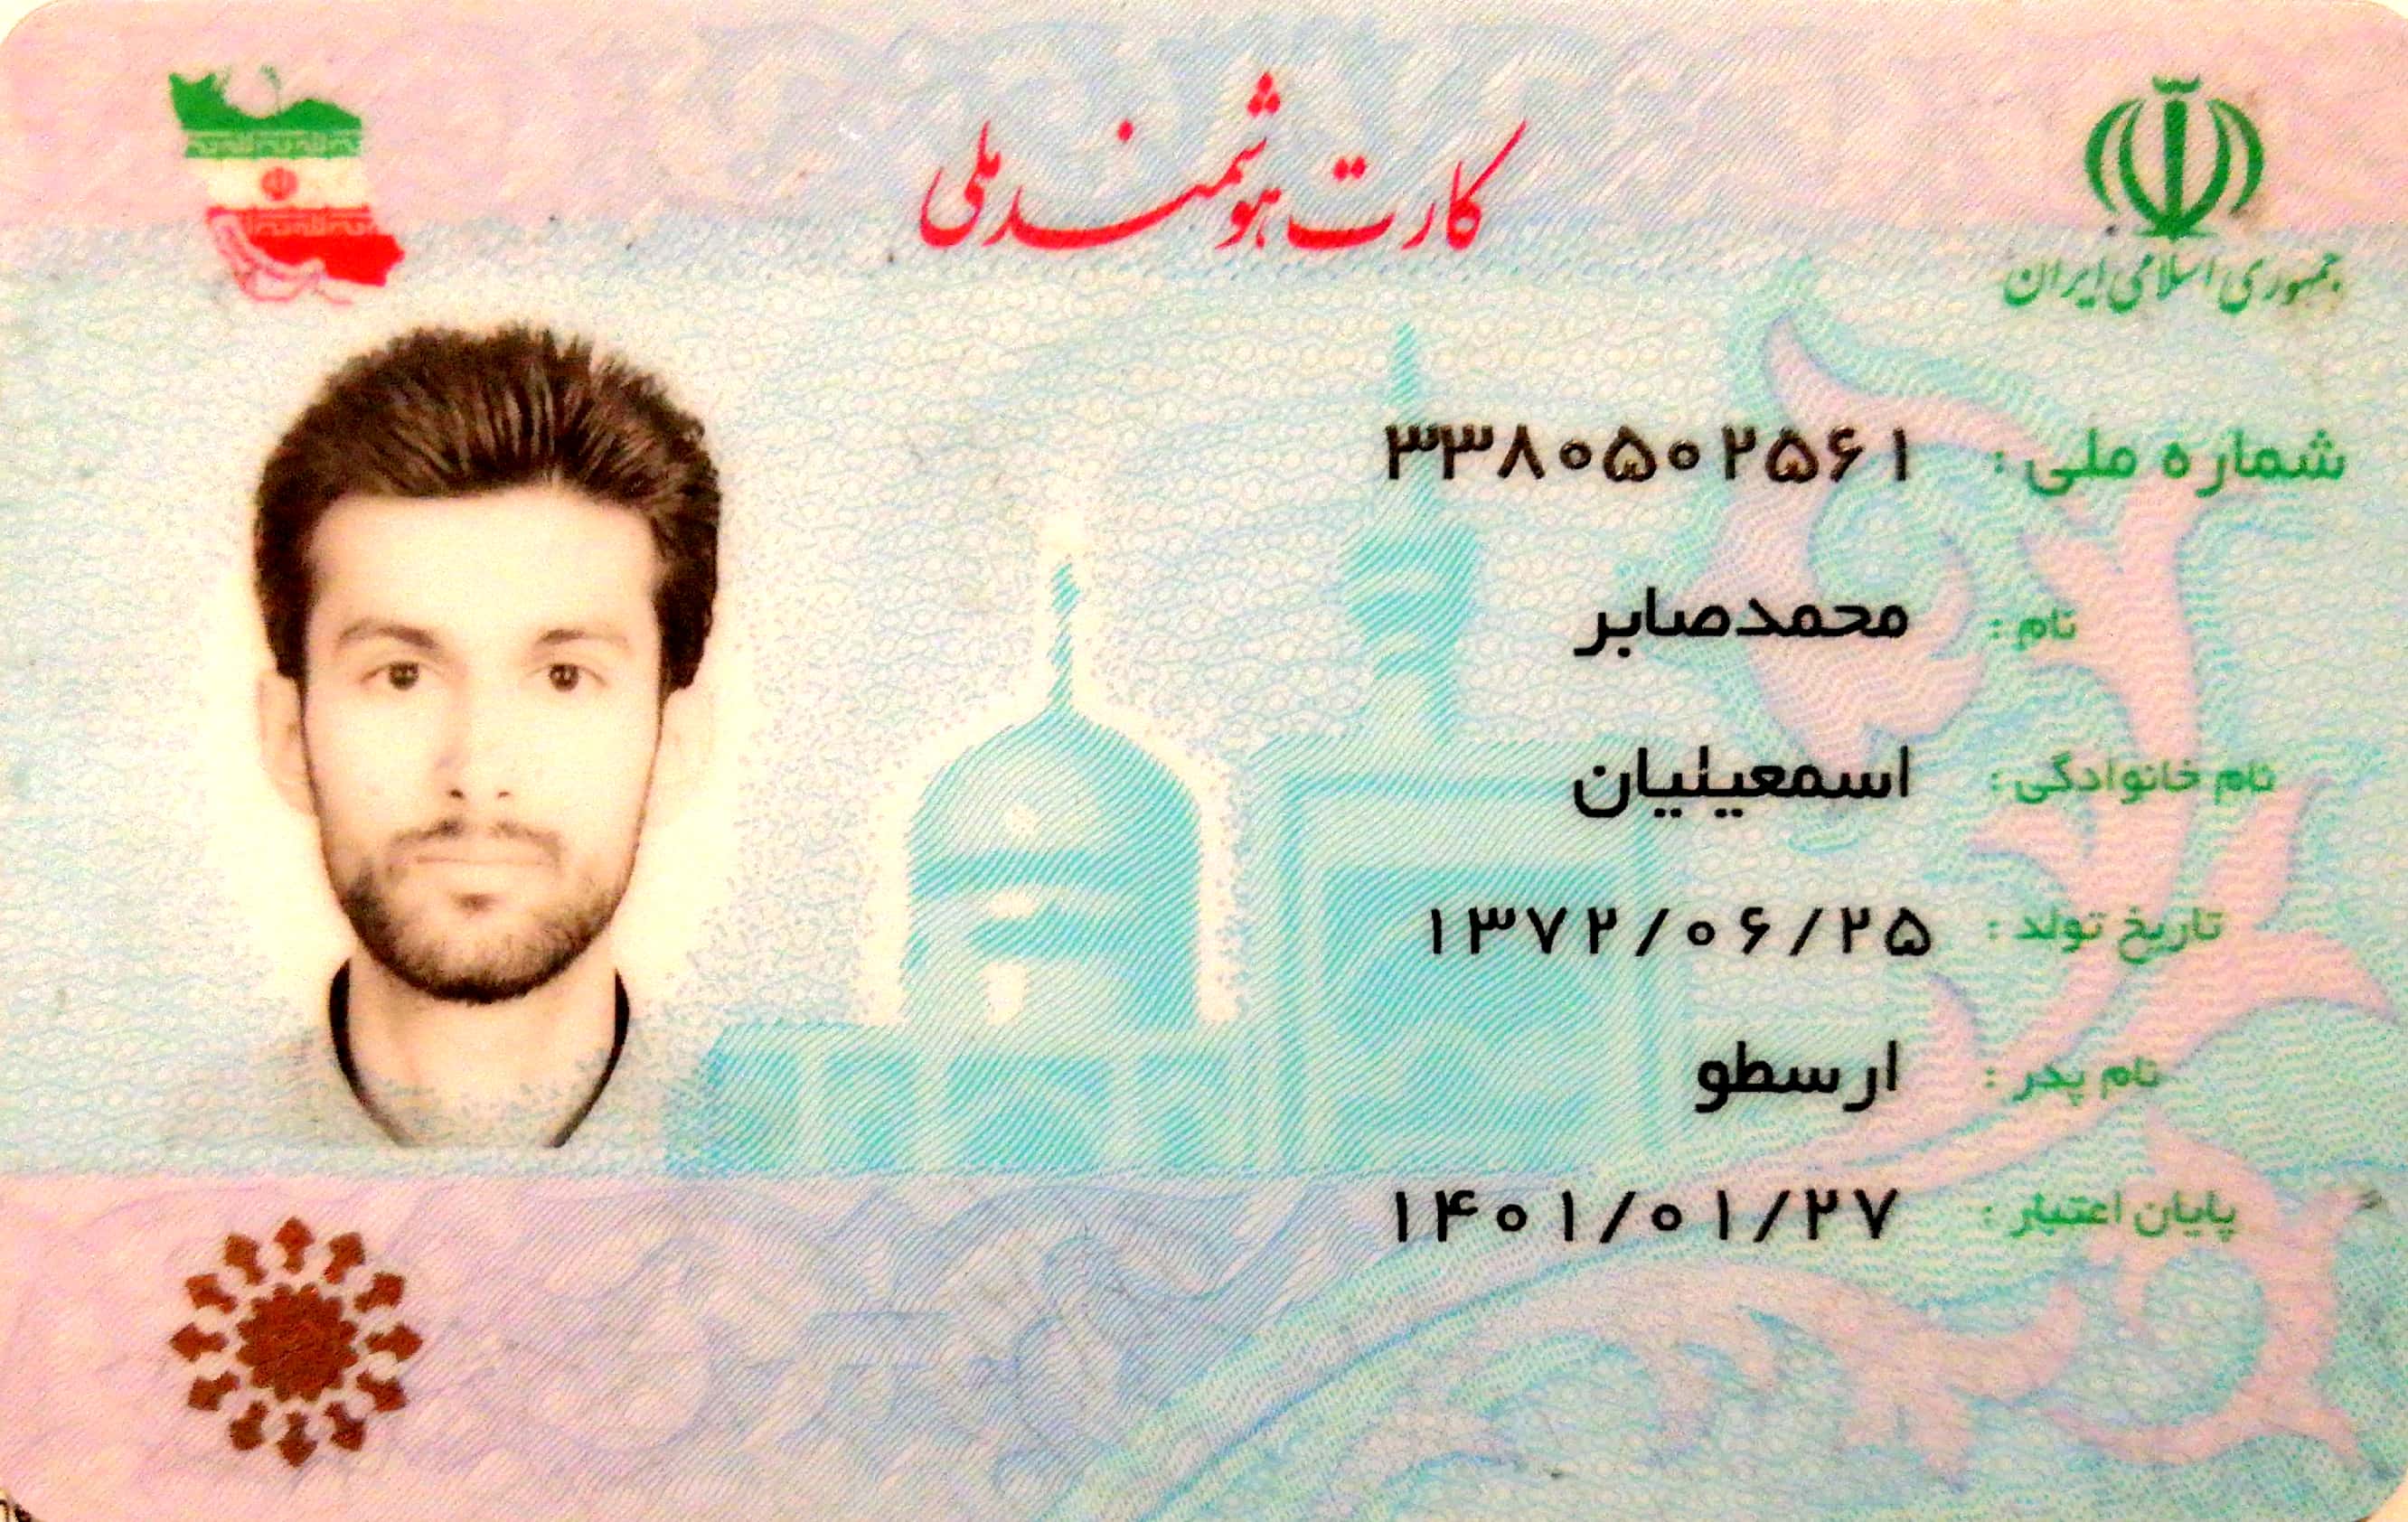 کارت هوشمند ملی
جمهوری اسلامی ایران
شماره ملی : ۳۳۸۰۵۰۲۵۶۱
نام : محمدصابر
نام خانوادگی : اسمعیلیان
تاریخ تولد : ۱۳۷۲/۰۶/۲۵
نام پدر : ارسطو
پایان اعتبار : ۱۴۰۱/۰۱/۲۷